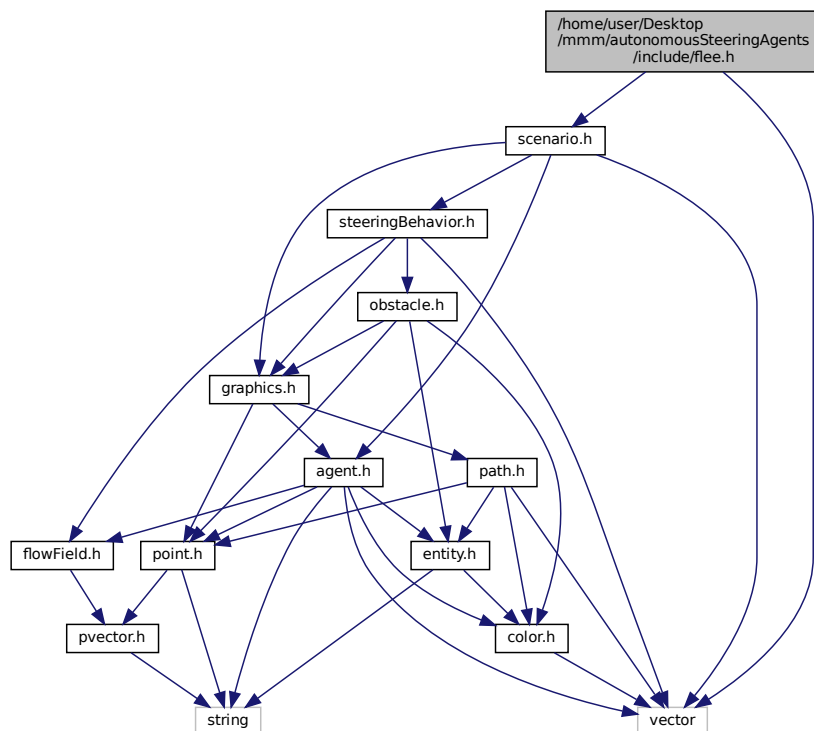 /home/user/Desktop
/mmm/autonomousSteeringAgents
/include/flee.h
scenario.h
steeringBehavior.h
obstacle.h
graphics.h
agent.h
path.h
flowField.h
point.h
entity.h
pvector.h
color.h
string
vector